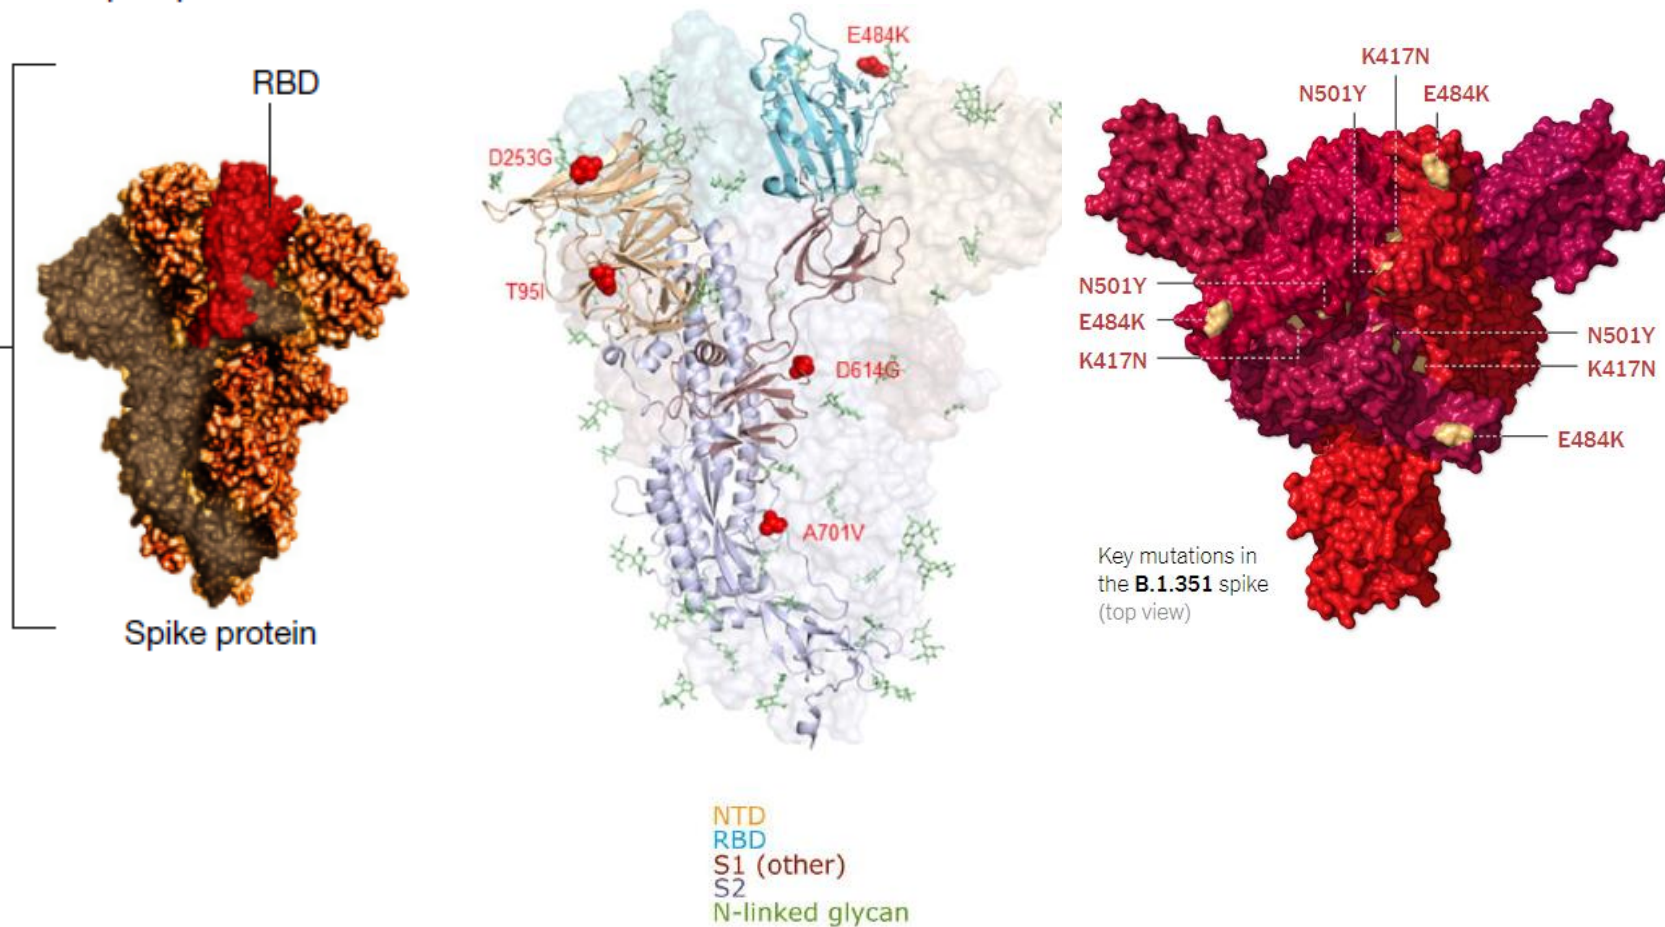 RBD
Spike protein
E484K
D253G
T95I
D614G
A701V
NTD
RBD
S1 (other)
S2
N-linked glycan
K417N
N501Y
E484K
N501Y
E484K
K417N
N501Y
K417N
E484K
Key mutations in
the B.1.351 spike
(top view)